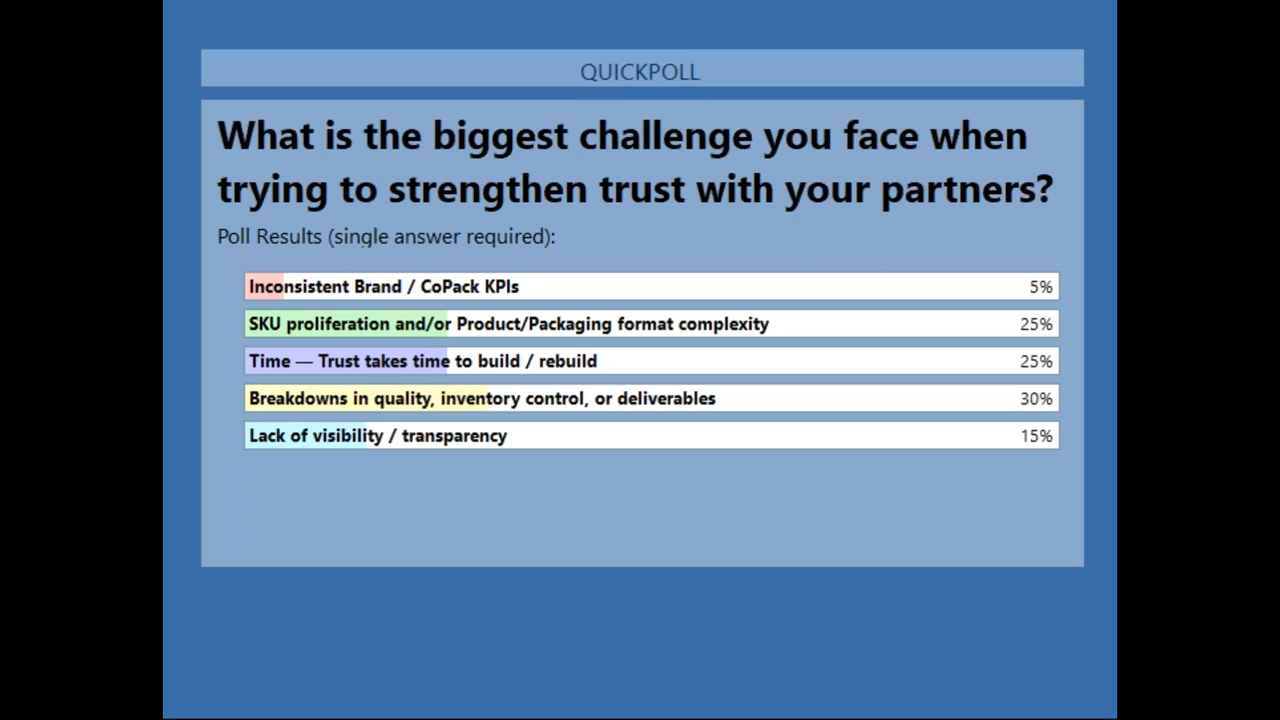 QUICKPOLL
What is the biggest challenge you face when
trying to strengthen trust with your partners?
Poll Results (single answer required):
Inconsistent Brand / CoPack KPIs 5%
SKU proliferation and/or Product/Packaging format complexity 25%
Time — Trust takes time to build / rebuild 25%
Breakdowns in quality, inventory control, or deliverables 30%
Lack of visibility / transparency 15%